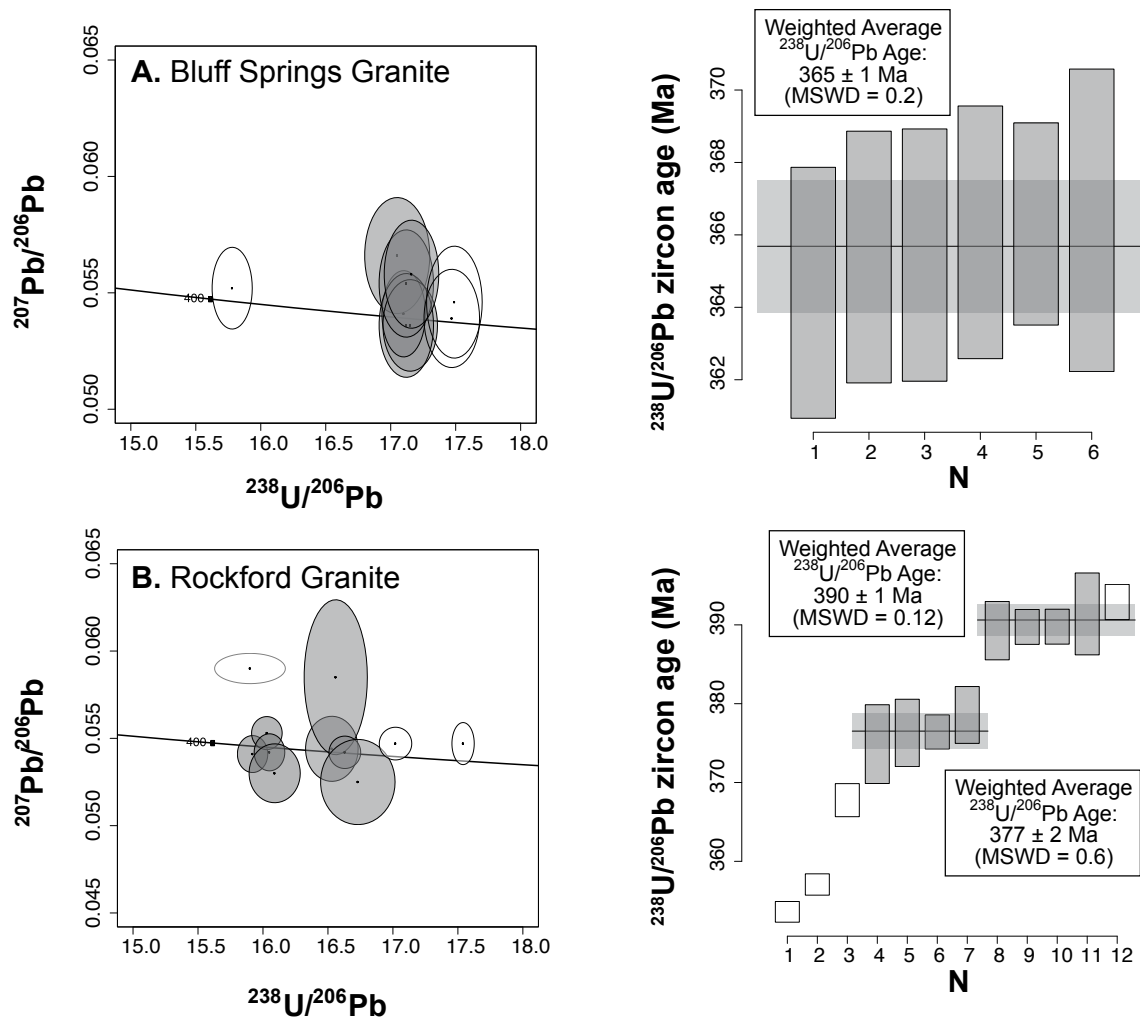 A. Bluff Springs Granite
0.065
0.060
0.055
0.050
207Pb/206Pb
400
15.0 15.5 16.0 16.5 17.0 17.5 18.0
238U/206Pb
Weighted Average
238U/206Pb Age:
365 ± 1 Ma
(MSWD = 0.2)
370
368
366
364
362
238U/206Pb zircon age (Ma)
1 2 3 4 5 6
N
B. Rockford Granite
0.065
0.060
0.055
0.050
0.045
207Pb/206Pb
400
15.0 15.5 16.0 16.5 17.0 17.5 18.0
238U/206Pb
Weighted Average
238U/206Pb Age:
390 ± 1 Ma
(MSWD = 0.12)
390
380
370
360
238U/206Pb zircon age (Ma)
Weighted Average
238U/206Pb Age:
377 ± 2 Ma
(MSWD = 0.6)
1 2 3 4 5 6 7 8 9 10 11 12
N